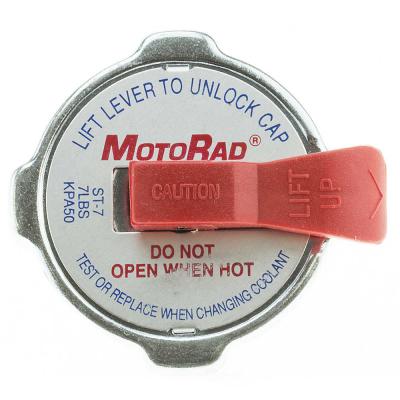 LIFT LEVER TO UNLOCK CAP
MOTORAD®
ST-7
7LBS
KPA50
CAUTION
LIFT
UP
DO NOT
OPEN WHEN HOT
TEST OR REPLACE WHEN CHANGING COOLANT